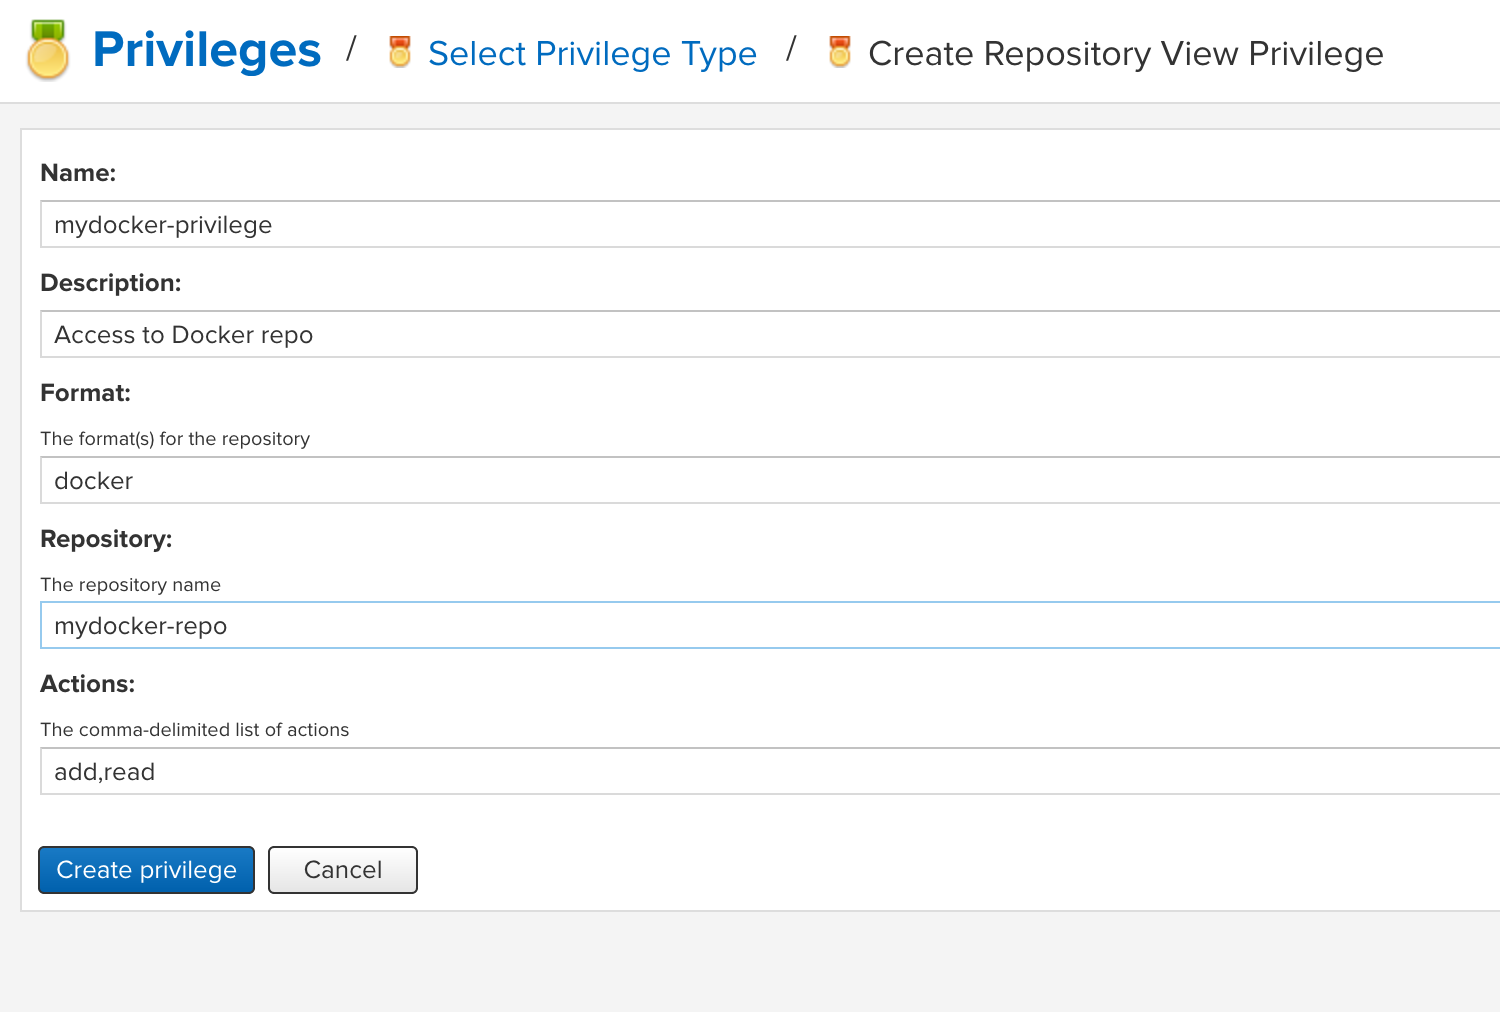 Privileges / Select Privilege Type / Create Repository View Privilege
Name:
mydocker-privilege
Description:
Access to Docker repo
Format:
The format(s) for the repository
docker
Repository:
The repository name
mydocker-repo
Actions:
The comma-delimited list of actions
add,read
Create privilege Cancel